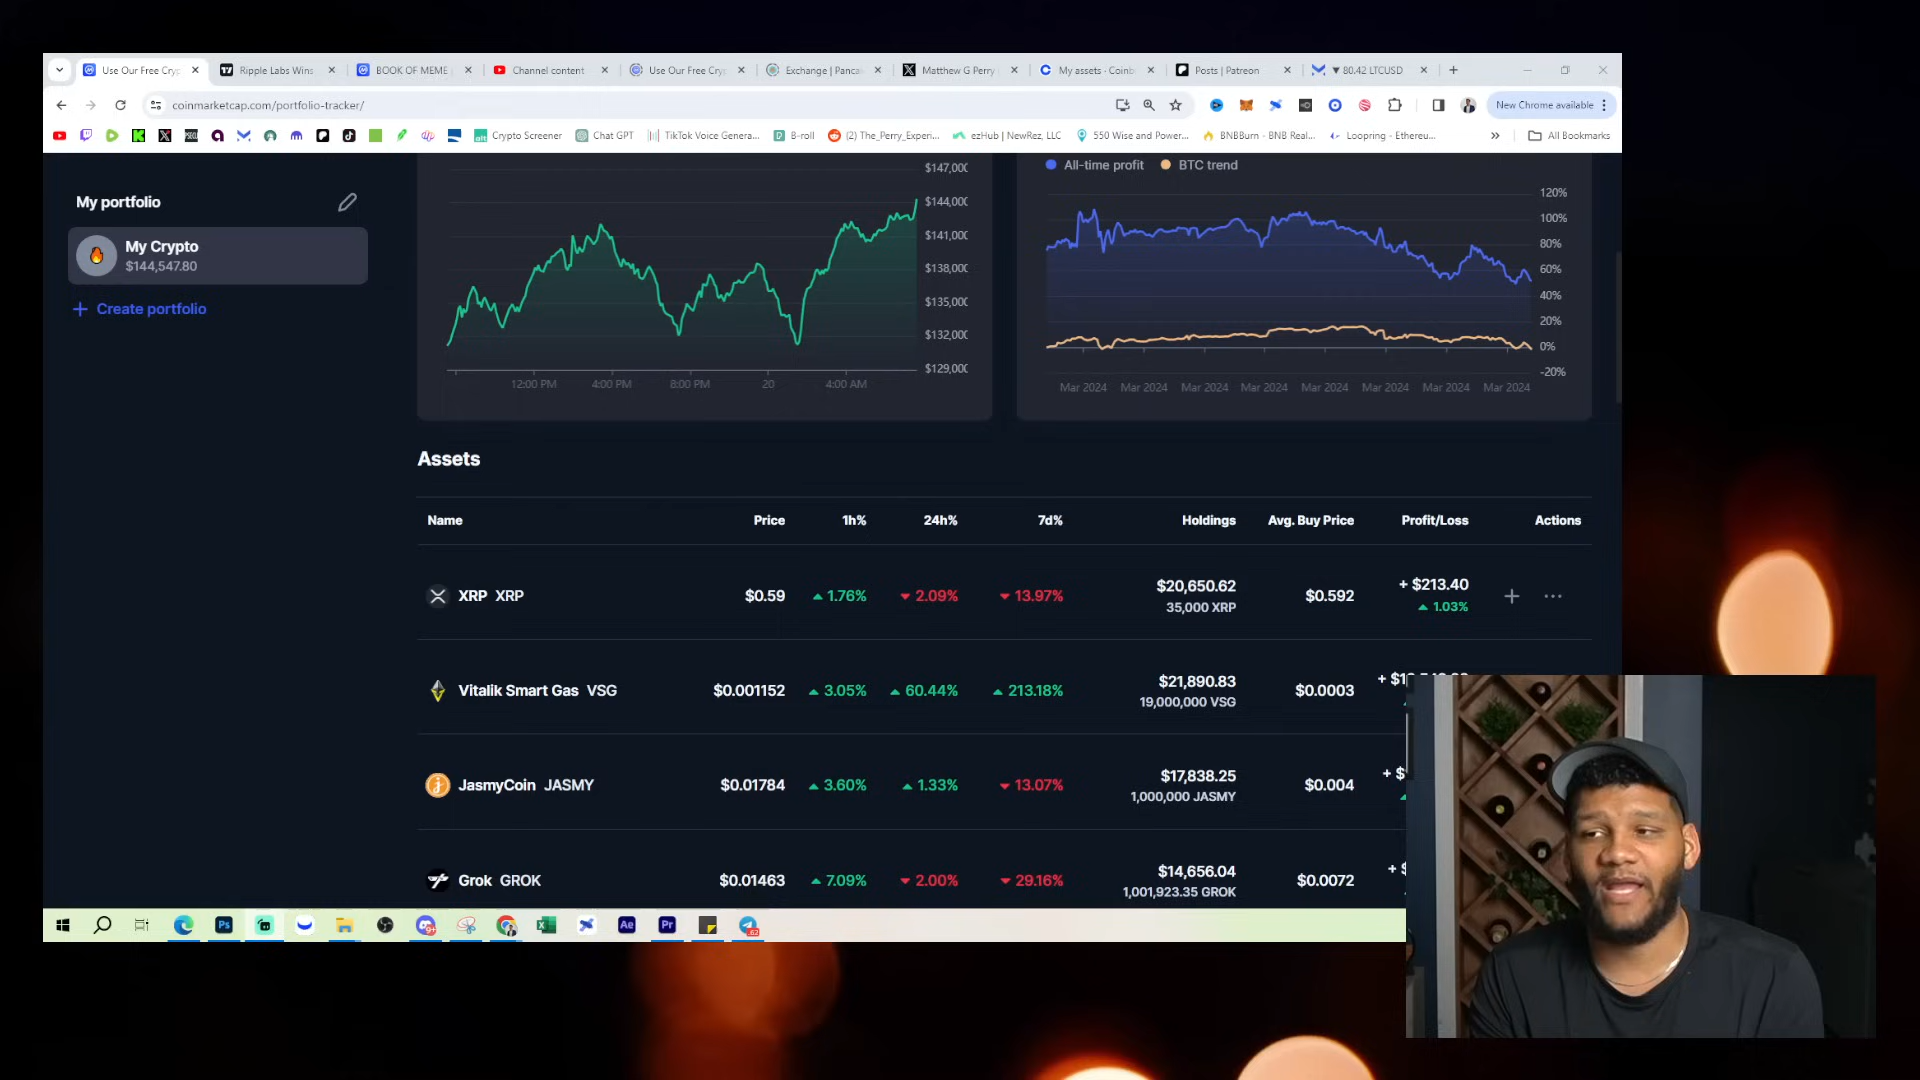 Use Our Free Cryp
Ripple Labs Wins
BOOK OF MEME
Channel content
Use Our Free Cryp
Exchange | Panca
Matthew G Perry
My assets - Coinb
Posts | Patreon
▼ 80.42 LTCUSD
coinmarketcap.com/portfolio-tracker/
New Chrome available
Crypto Screener
Chat GPT
TikTok Voice Genera...
B-roll
(2) The_Perry_Experi...
ezHub | NewRez, LLC
550 Wise and Power...
BNBBurn - BNB Real...
Loopring - Ethereu...
»
All Bookmarks
My portfolio
My Crypto
$144,547.80
+ Create portfolio
$147,000
$144,000
$141,000
$138,000
$135,000
$132,000
$129,000
12:00 PM 4:00 PM 8:00 PM 20 4:00 AM
All-time profit BTC trend
120%
100%
80%
60%
40%
20%
0%
-20%
Mar 2024 Mar 2024 Mar 2024 Mar 2024 Mar 2024 Mar 2024 Mar 2024 Mar 2024
Assets
Name Price 1h% 24h% 7d% Holdings Avg. Buy Price Profit/Loss Actions
XRP XRP $0.59 ▲ 1.76% ▼ 2.09% ▼ 13.97% $20,650.62 $0.592 + $213.40
35,000 XRP ▲ 1.03%
Vitalik Smart Gas VSG $0.001152 ▲ 3.05% ▲ 60.44% ▲ 213.18% $21,890.83 $0.0003
19,000,000 VSG
JasmyCoin JASMY $0.01784 ▲ 3.60% ▲ 1.33% ▼ 13.07% $17,838.25 $0.004 + $
1,000,000 JASMY
Grok GROK $0.01463 ▲ 7.09% ▼ 2.00% ▼ 29.16% $14,656.04 $0.0072 + $
1,001,923.35 GROK
Ps
9+
Ae
Pr
62